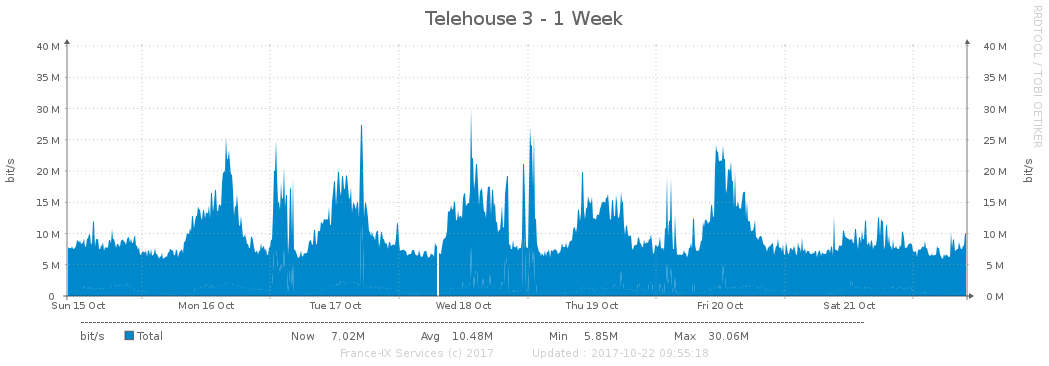 Telehouse 3 - 1 Week
RRDTOOL / TOBI OETIKER
40 M 40 M
35 M 35 M
30 M 30 M
25 M 25 M
20 M 20 M
15 M 15 M
10 M 10 M
5 M 5 M
0 0 M
bit/s bit/s
Sun 15 Oct Mon 16 Oct Tue 17 Oct Wed 18 Oct Thu 19 Oct Fri 20 Oct Sat 21 Oct
bit/s Total Now 7.02M Avg 10.48M Min 5.85M Max 30.06M
France-IX Services (c) 2017 Updated : 2017-10-22 09:55:18